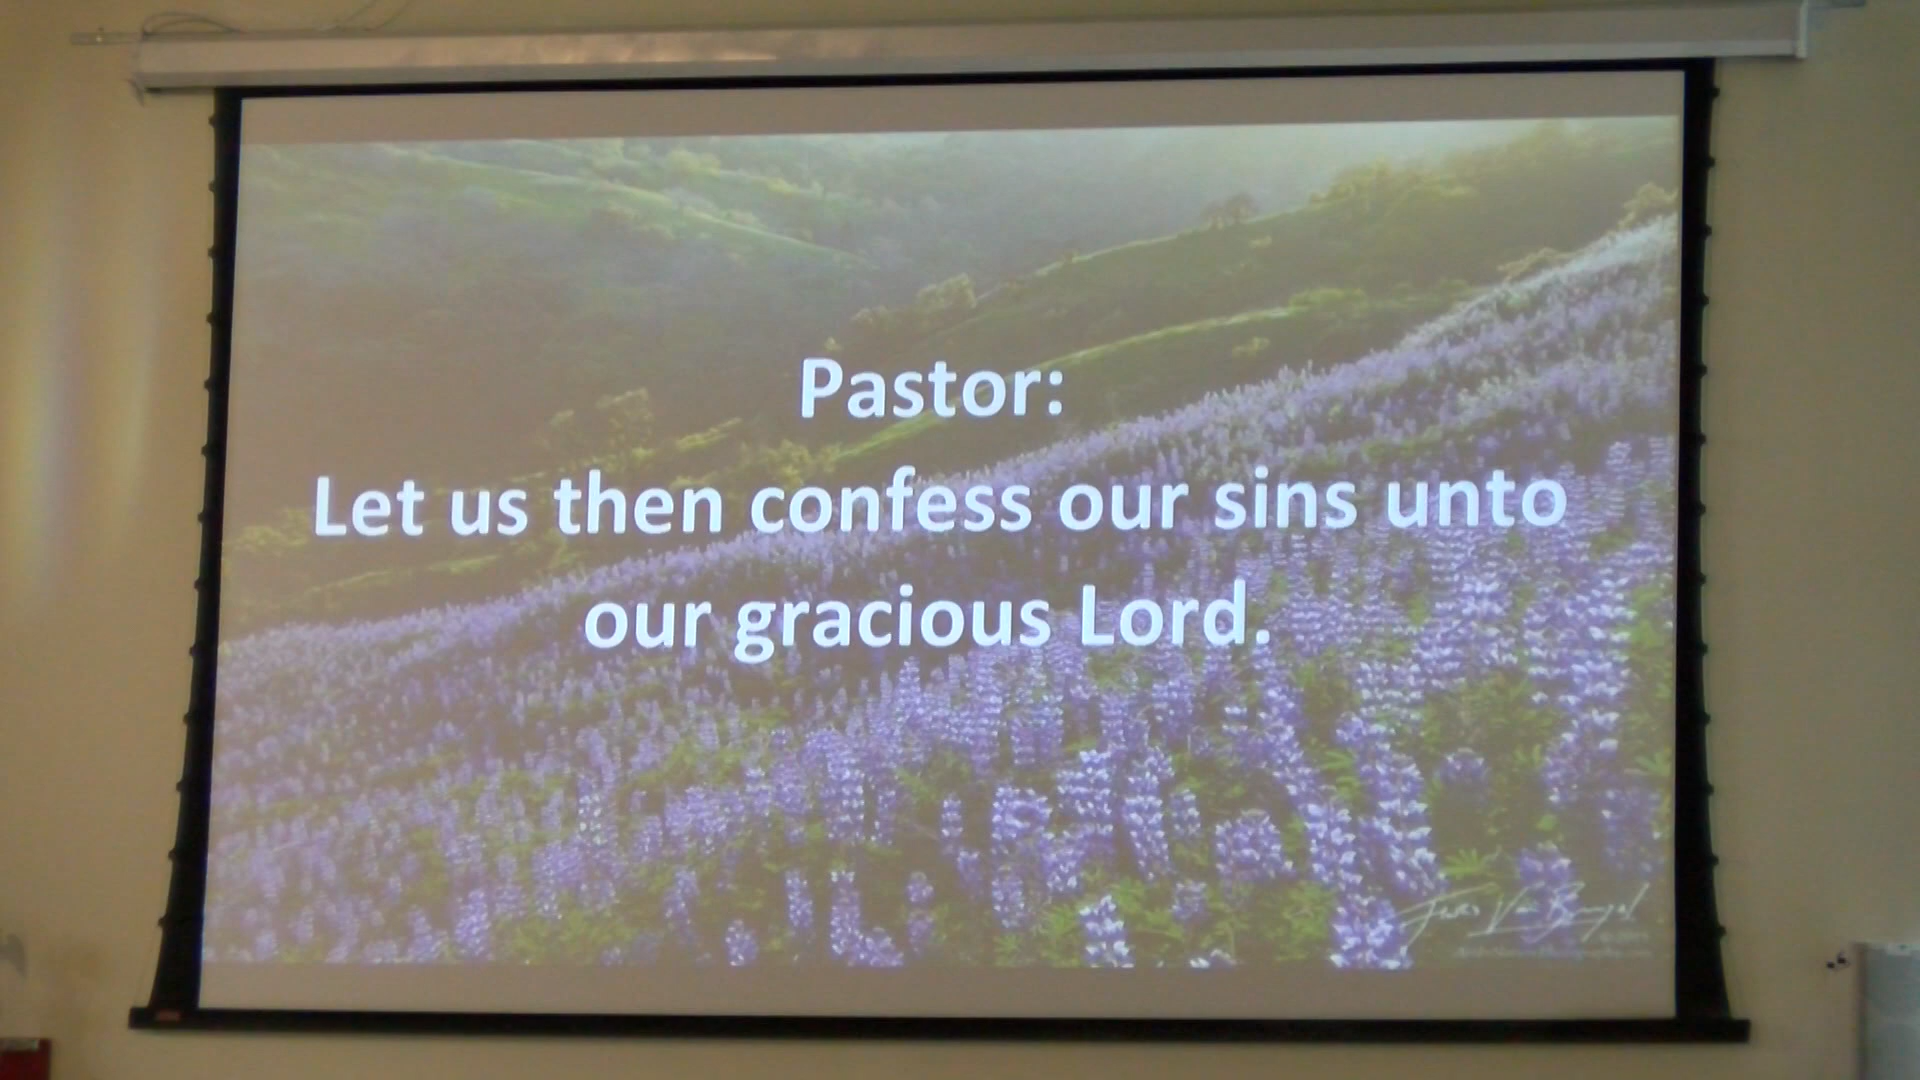 Pastor:
Let us then confess our sins unto
our gracious Lord.